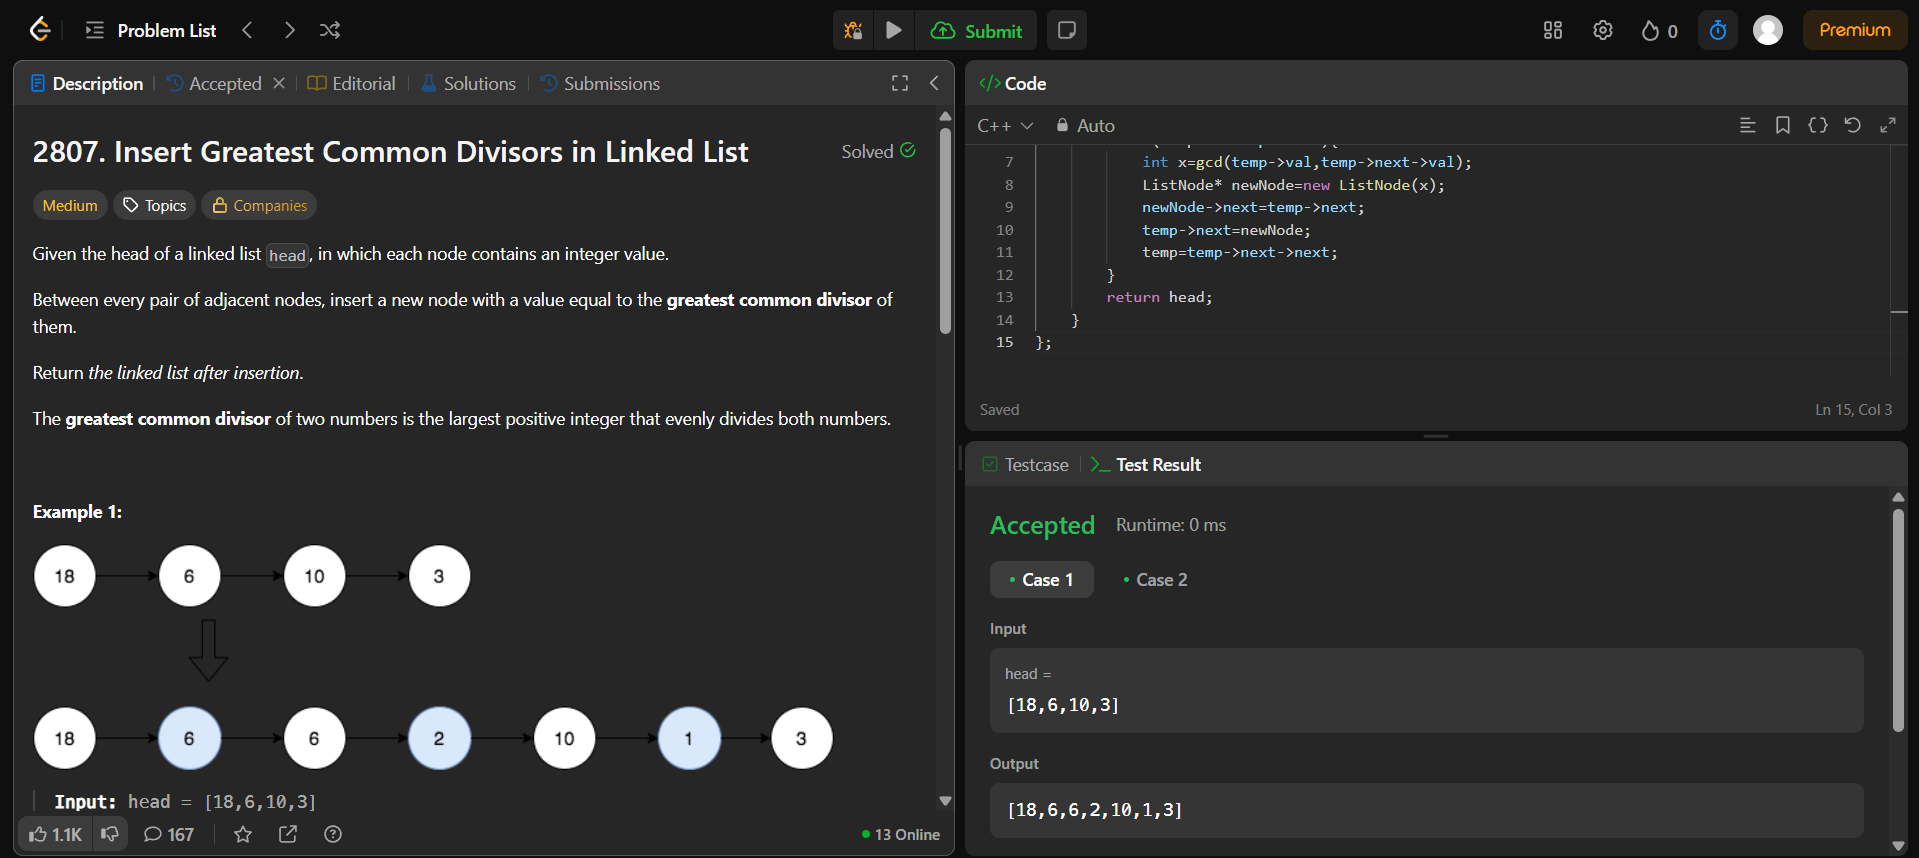 Problem List
Submit
0
Premium
Description
Accepted
Editorial
Solutions
Submissions
2807. Insert Greatest Common Divisors in Linked List
Solved
Medium
Topics
Companies
Given the head of a linked list head, in which each node contains an integer value.
Between every pair of adjacent nodes, insert a new node with a value equal to the greatest common divisor of
them.
Return the linked list after insertion.
The greatest common divisor of two numbers is the largest positive integer that evenly divides both numbers.
Example 1:
18 6 10 3
18 6 6 2 10 1 3
Input: head = [18,6,10,3]
1.1K
167
13 Online
</> Code
C++
Auto
7 int x=gcd(temp->val,temp->next->val);
8 ListNode* newNode=new ListNode(x);
9 newNode->next=temp->next;
10 temp->next=newNode;
11 temp=temp->next->next;
12 }
13 return head;
14 }
15 };
Saved
Ln 15, Col 3
Testcase
Test Result
Accepted
Runtime: 0 ms
Case 1
Case 2
Input
head =
[18,6,10,3]
Output
[18,6,6,2,10,1,3]